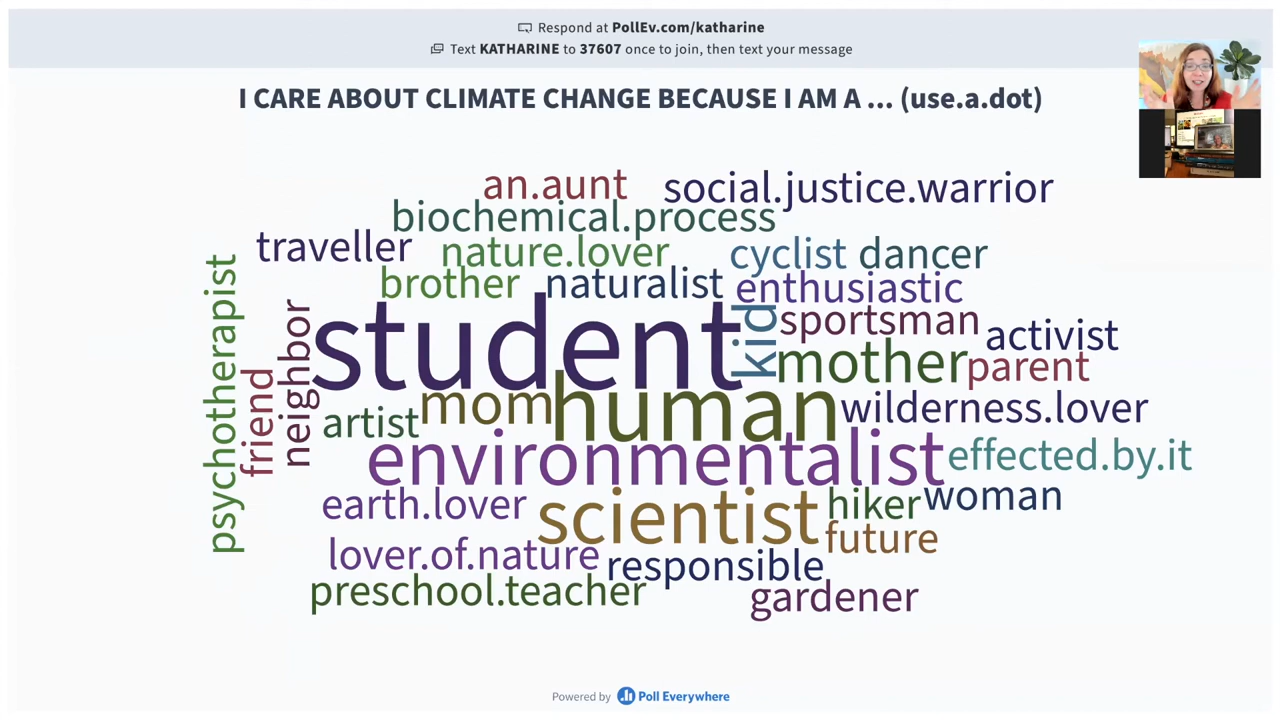 Respond at PollEv.com/katharine
Text KATHARINE to 37607 once to join, then text your message
I CARE ABOUT CLIMATE CHANGE BECAUSE I AM A ... (use.a.dot)
an.aunt
social.justice.warrior
biochemical.process
traveller
nature.lover
cyclist
dancer
brother
naturalist
enthusiastic
psychotherapist
friend
neighbor
student
kid
sportsman
activist
mother
parent
artist
mom
human
wilderness.lover
environmentalist
effected.by.it
earth.lover
scientist
hiker
woman
future
lover.of.nature
responsible
preschool.teacher
gardener
Powered by Poll Everywhere